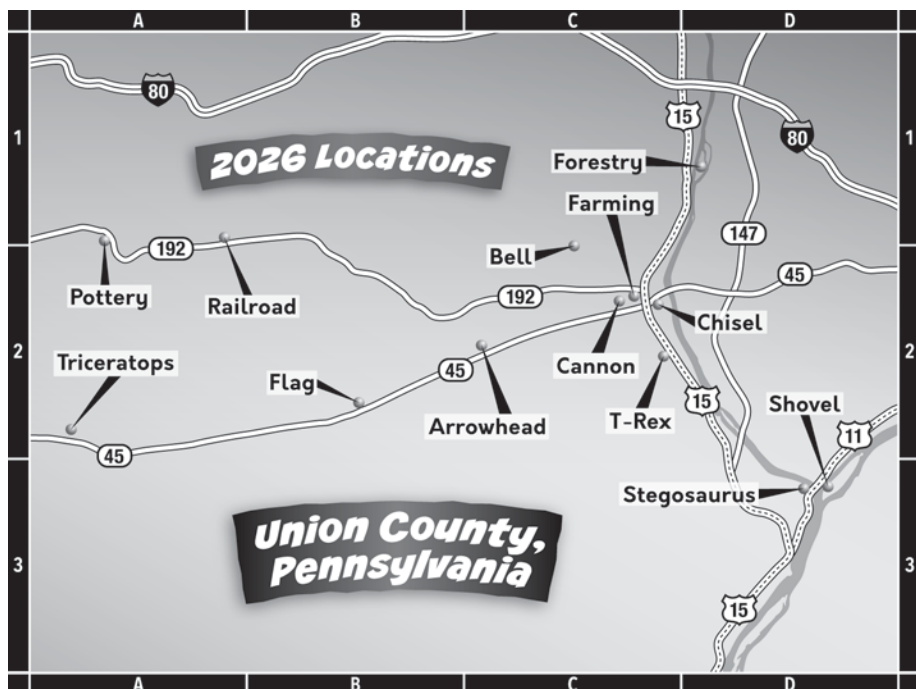 A B C D
80
15
1 1
2026 Locations
Forestry
80
Farming
147
192
Bell
45
Pottery
Railroad
192
Chisel
Triceratops
2 2
Cannon
Flag
45
15
Shovel
Arrowhead
T-Rex
11
45
Stegosaurus
Union County,
Pennsylvania
3 3
15
A B C D